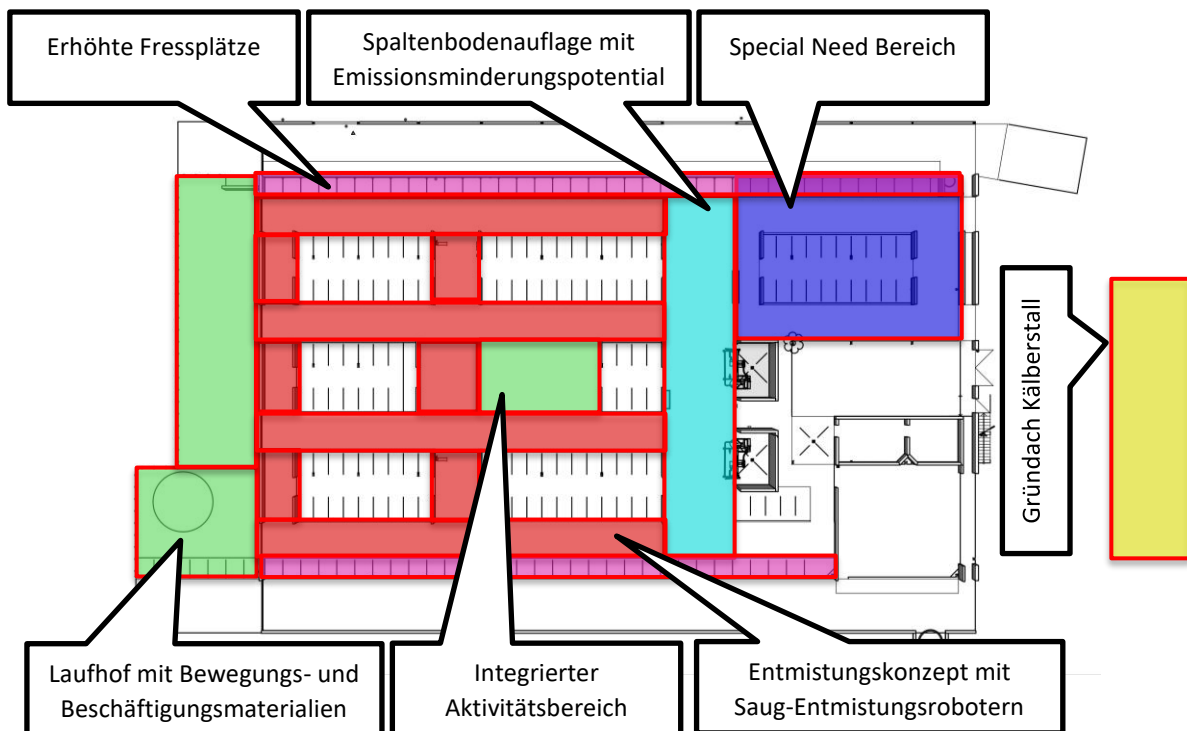 Erhöhte Fressplätze
Spaltenbodenauflage mit
Emissionsminderungspotential
Special Need Bereich
Gründach Kälberstall
Laufhof mit Bewegungs- und
Beschäftigungsmaterialien
Integrierter
Aktivitätsbereich
Entmistungskonzept mit
Saug-Entmistungsrobotern